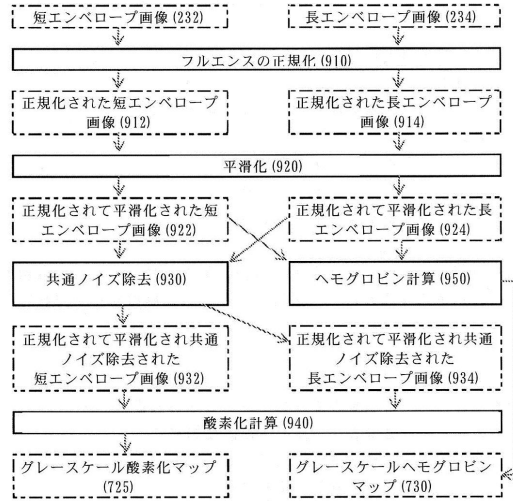 短エンベロープ画像(232)
長エンベロープ画像(234)
フルエンスの正規化(910)
正規化された短エンベロープ
画像(912)
正規化された長エンベロープ
画像(914)
平滑化(920)
正規化されて平滑化された短
エンベロープ画像(922)
正規化されて平滑化された長
エンベロープ画像(924)
共通ノイズ除去(930)
ヘモグロビン計算(950)
正規化されて平滑化され共通
ノイズ除去された
短エンベロープ画像(932)
正規化されて平滑化され共通
ノイズ除去された
長エンベロープ画像(934)
酸素化計算(940)
グレースケール酸素化マップ
(725)
グレースケールヘモグロビン
マップ(730)